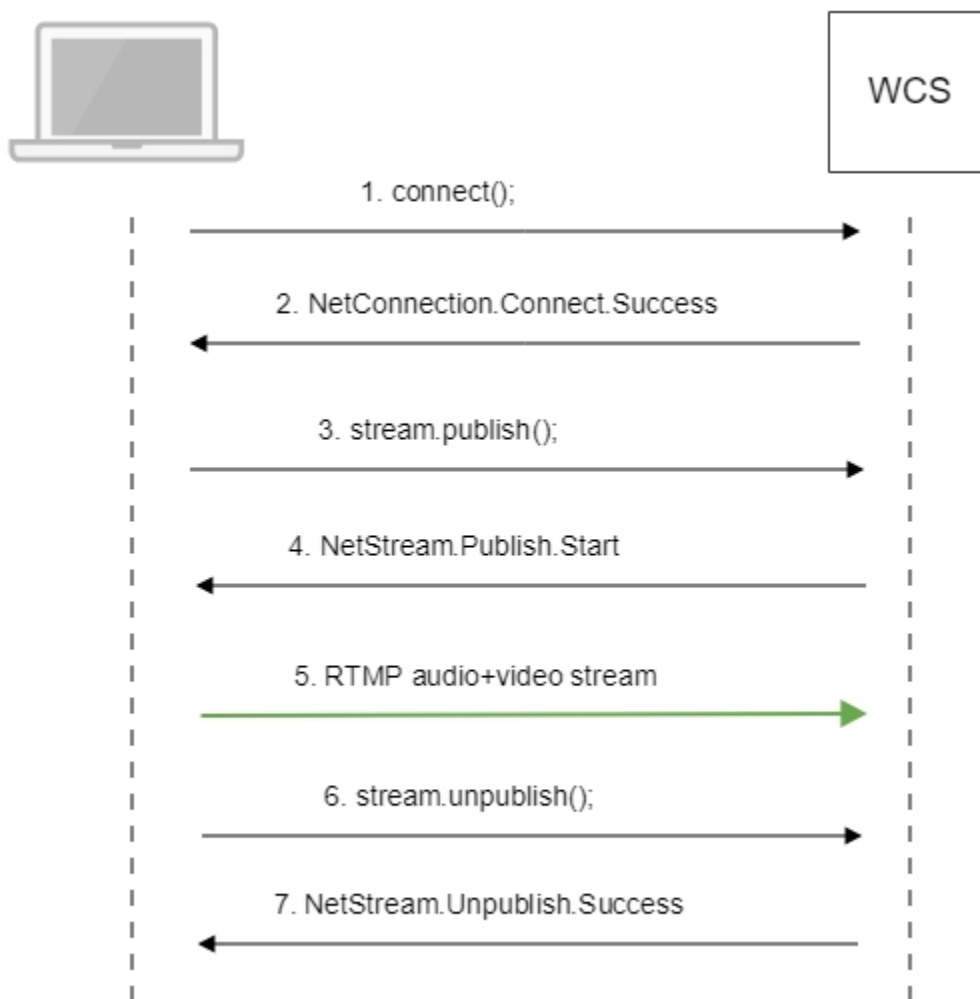 WCS
1. connect();
2. NetConnection.Connect.Success
3. stream.publish();
4. NetStream.Publish.Start
5. RTMP audio+video stream
6. stream.unpublish();
7. NetStream.Unpublish.Success